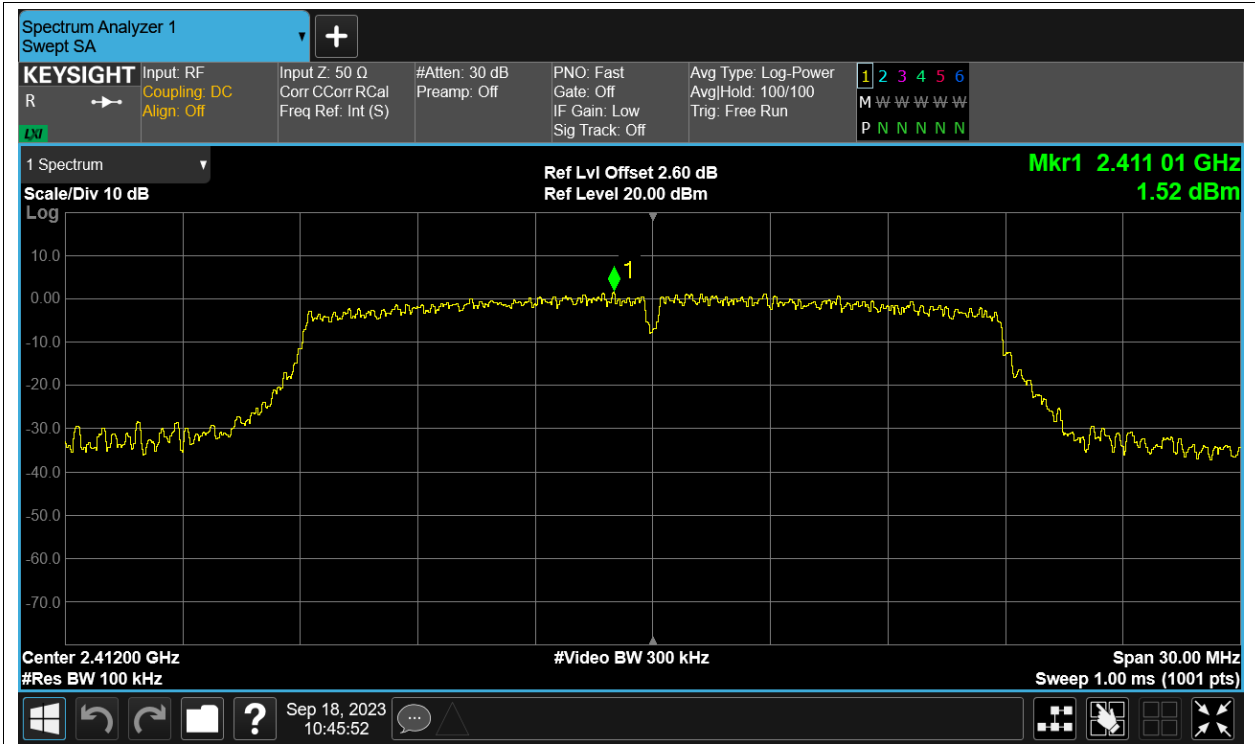 Spectrum Analyzer 1
Swept SA
KEYSIGHT
R
LXI
Input: RF
Coupling: DC
Align: Off
Input Z: 50 Ω
Corr CCorr RCal
Freq Ref: Int (S)
#Atten: 30 dB
Preamp: Off
PNO: Fast
Gate: Off
IF Gain: Low
Sig Track: Off
Avg Type: Log-Power
Avg|Hold: 100/100
Trig: Free Run
1 2 3 4 5 6
M W W W W W
P N N N N N
1 Spectrum
Scale/Div 10 dB
Log
Ref Lvl Offset 2.60 dB
Ref Level 20.00 dBm
Mkr1 2.411 01 GHz
1.52 dBm
1
10.0
0.00
-10.0
-20.0
-30.0
-40.0
-50.0
-60.0
-70.0
Center 2.41200 GHz
#Video BW 300 kHz
Span 30.00 MHz
#Res BW 100 kHz
Sweep 1.00 ms (1001 pts)
?
Sep 18, 2023
10:45:52